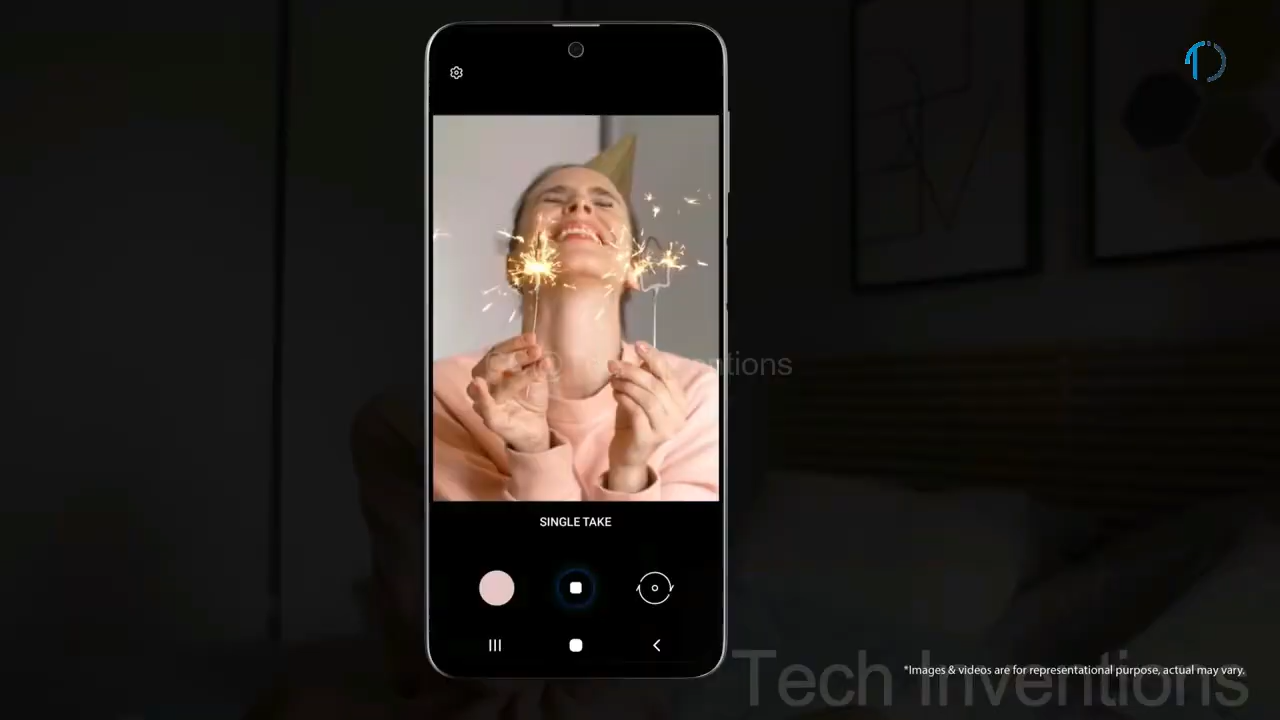 SINGLE TAKE
Tech Inventions
*Images & videos are for representational purpose, actual may vary.